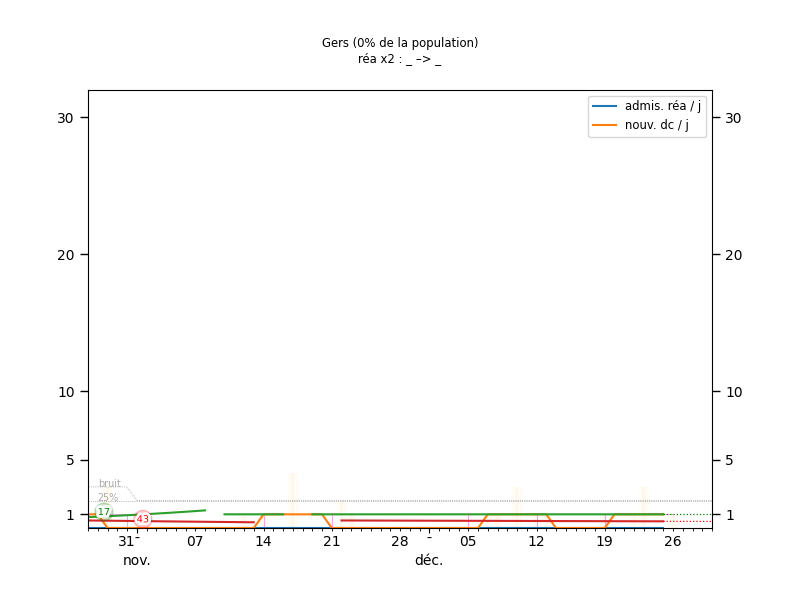 Gers (0% de la population)
réa x2 : _ –> _
admis. réa / j
nouv. dc / j
30
30
20
20
10
10
5
5
bruit
25%
17
43
1
1
31 07 14 21 28 05 12 19 26
nov. déc.